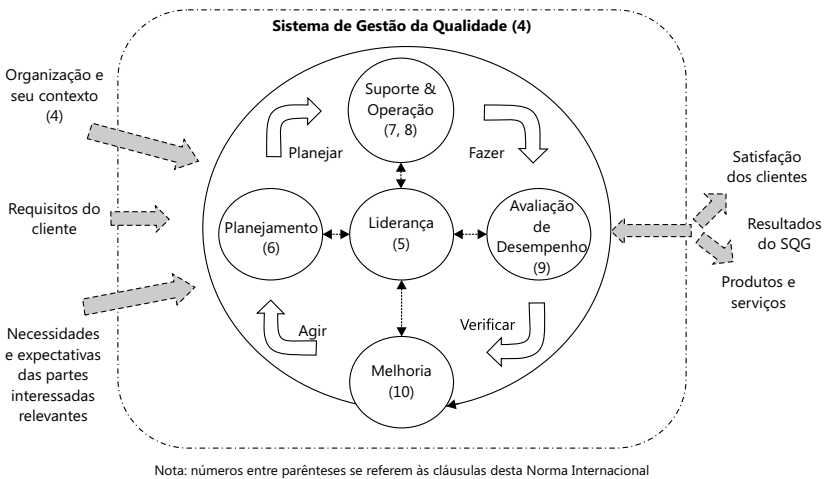 Sistema de Gestão da Qualidade (4)
Organização e
seu contexto
(4)
Requisitos do
cliente
Necessidades
e expectativas
das partes
interessadas
relevantes
Suporte &
Operação
(7, 8)
Planejar
Fazer
Planejamento
(6)
Liderança
(5)
Avaliação
de
Desempenho
(9)
Agir
Verificar
Melhoria
(10)
Satisfação
dos clientes
Resultados
do SQG
Produtos e
serviços
Nota: números entre parênteses se referem às cláusulas desta Norma Internacional